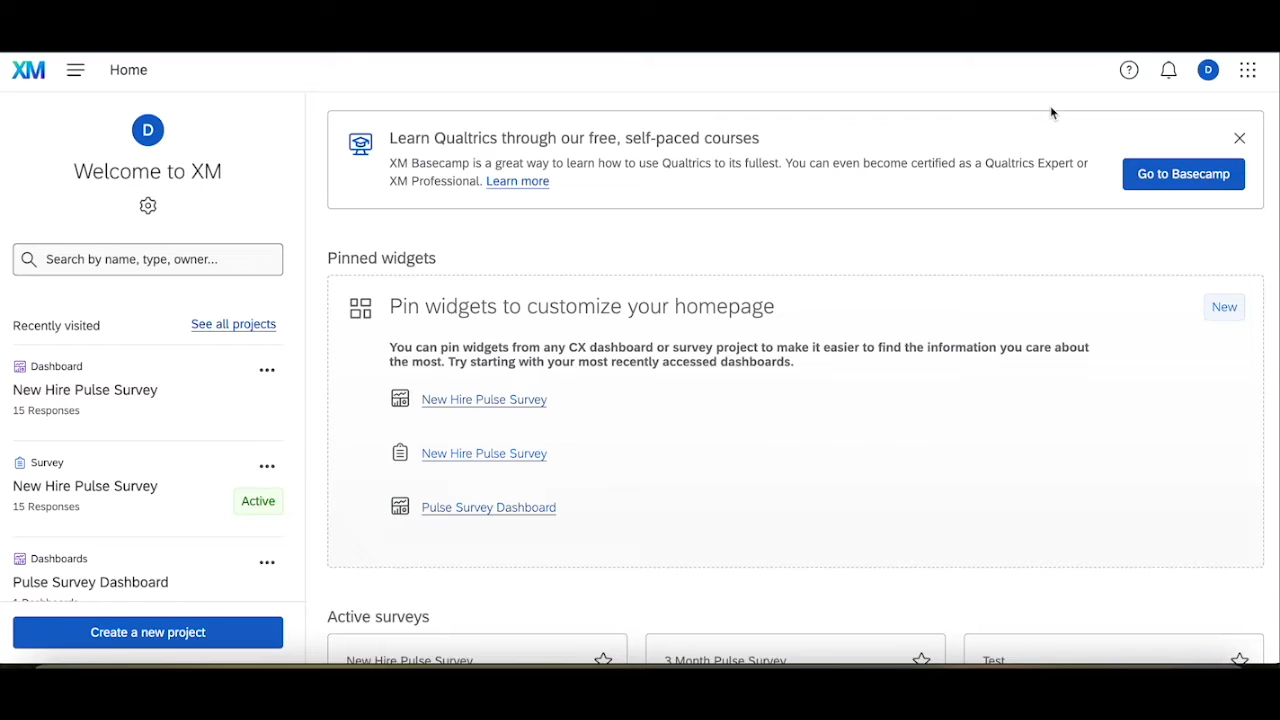 XM
Home
D
D
Welcome to XM
Search by name, type, owner...
Recently visited
See all projects
Dashboard
New Hire Pulse Survey
15 Responses
Survey
New Hire Pulse Survey
15 Responses
Active
Dashboards
Pulse Survey Dashboard
Create a new project
Learn Qualtrics through our free, self-paced courses
XM Basecamp is a great way to learn how to use Qualtrics to its fullest. You can even become certified as a Qualtrics Expert or
XM Professional. Learn more
Go to Basecamp
Pinned widgets
Pin widgets to customize your homepage
New
You can pin widgets from any CX dashboard or survey project to make it easier to find the information you care about
the most. Try starting with your most recently accessed dashboards.
New Hire Pulse Survey
New Hire Pulse Survey
Pulse Survey Dashboard
Active surveys
New Hire Pulse Survey
3 Month Pulse Survey
Test